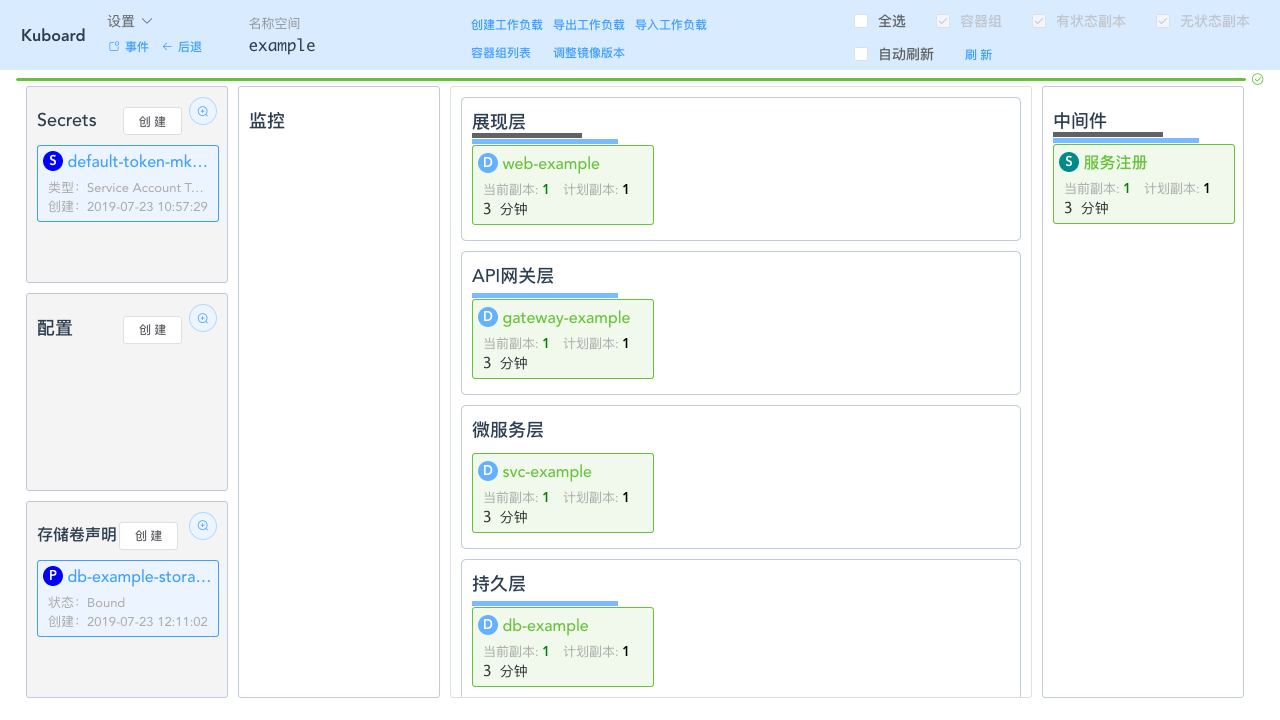 Kuboard
设置
事件 后退
名称空间
example
创建工作负载 导出工作负载 导入工作负载
容器组列表 调整镜像版本
全选 容器组 有状态副本 无状态副本
自动刷新 刷 新
Secrets
创 建
S default-token-mk...
类型: Service Account T...
创建: 2019-07-23 10:57:29
配置
创 建
存储卷声明
创 建
P db-example-stora...
状态: Bound
创建: 2019-07-23 12:11:02
监控
展现层
D web-example
当前副本: 1 计划副本: 1
3 分钟
API网关层
D gateway-example
当前副本: 1 计划副本: 1
3 分钟
微服务层
D svc-example
当前副本: 1 计划副本: 1
3 分钟
持久层
D db-example
当前副本: 1 计划副本: 1
3 分钟
中间件
S 服务注册
当前副本: 1 计划副本: 1
3 分钟